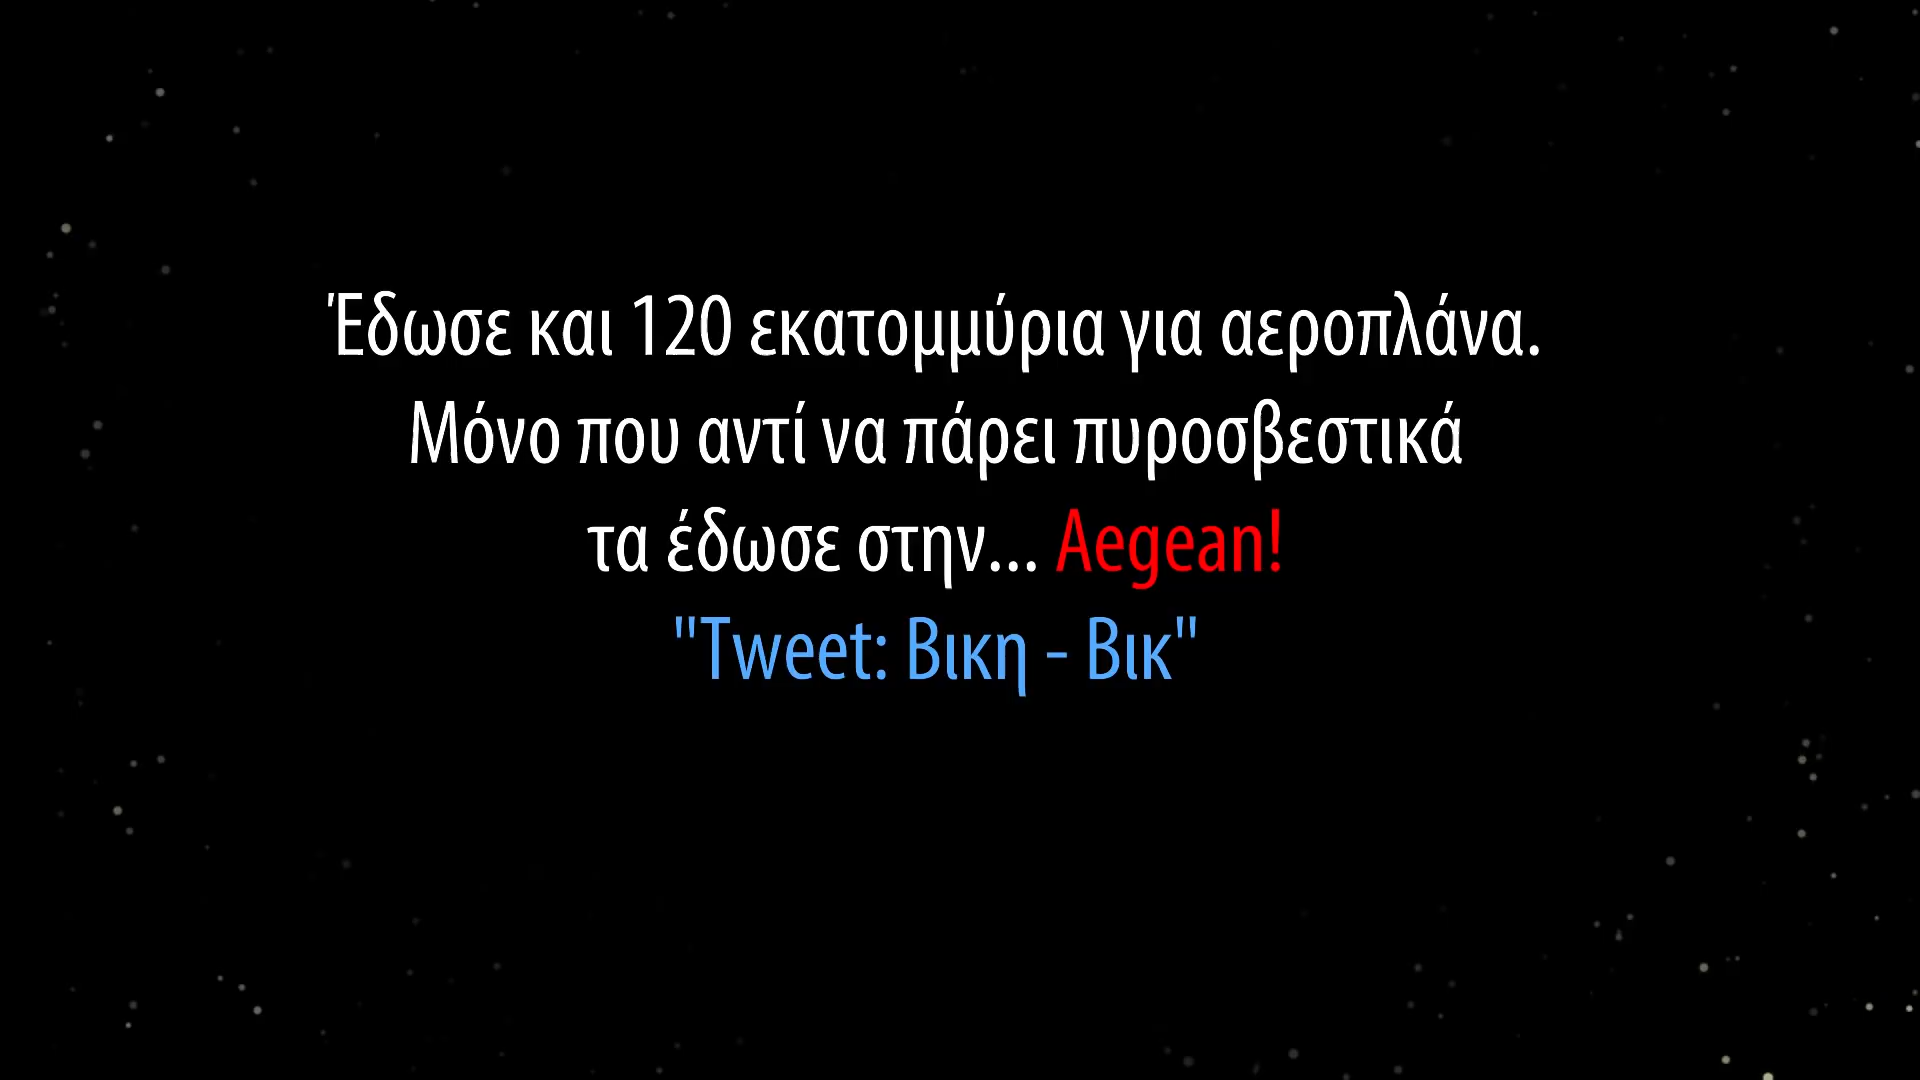 Έδωσε και 120 εκατομμύρια για αεροπλάνα.
Μόνο που αντί να πάρει πυροσβεστικά
τα έδωσε στην... Aegean!
"Tweet: Βικη - Βικ"